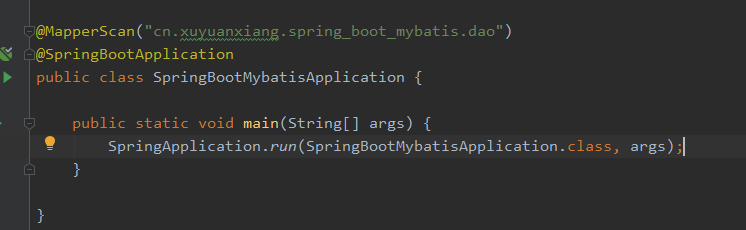 @MapperScan("cn.xuyuanxiang.spring_boot_mybatis.dao")
@SpringBootApplication
public class SpringBootMybatisApplication {
public static void main(String[] args) {
SpringApplication.run(SpringBootMybatisApplication.class, args);
}
}